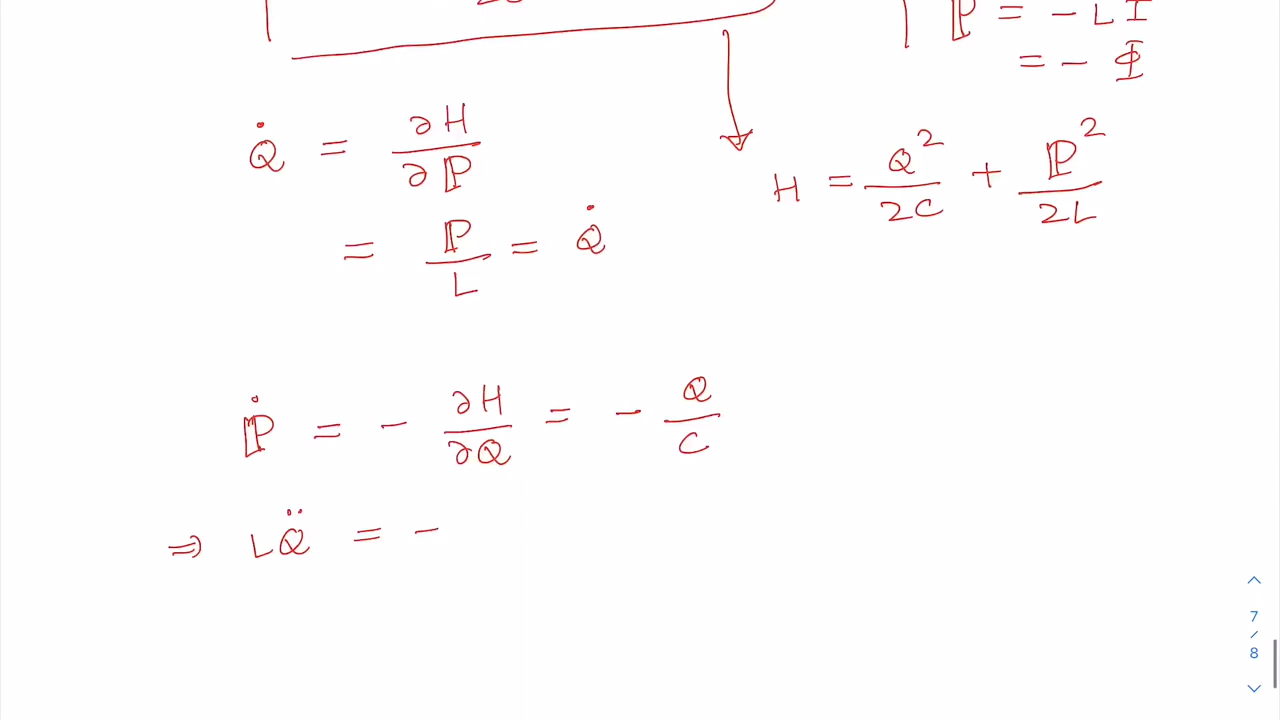 ℙ = - L I
= - Φ
Q̇ = ∂H / ∂ℙ
= ℙ / L = Q̇
H = Q² / 2C + ℙ² / 2L
ℙ̇ = - ∂H / ∂Q = - Q / C
⇒ L Q̈ = -
7
/
8